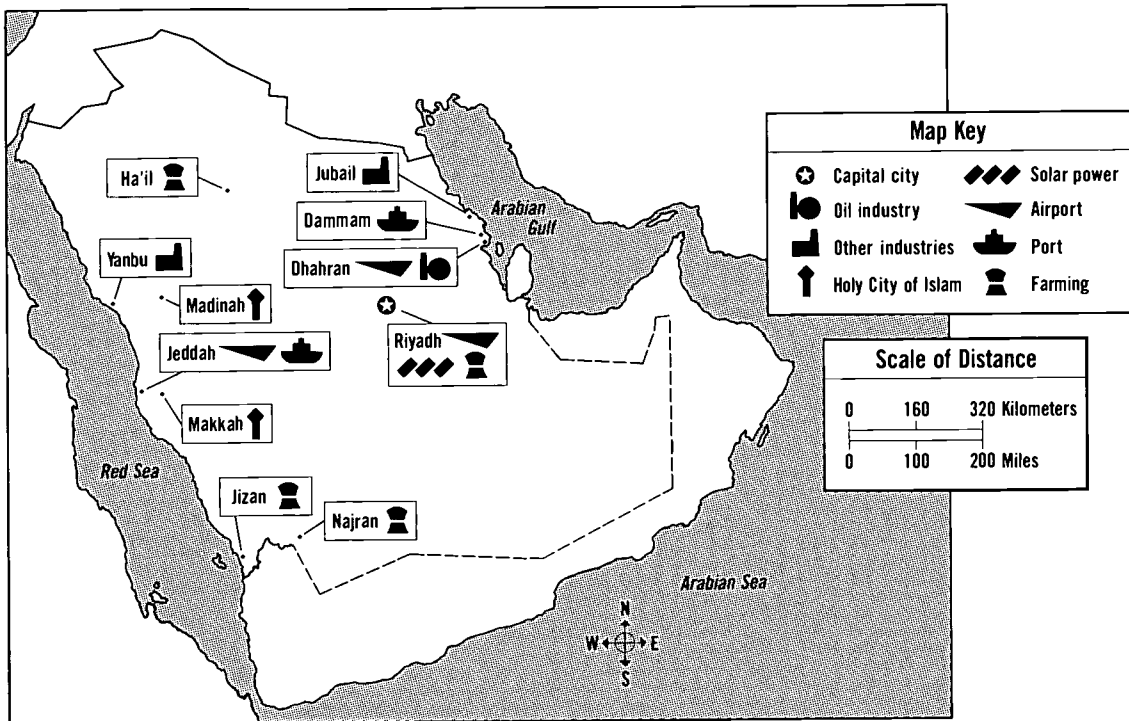 Ha'il
Jubail
Dammam
Arabian
Gulf
Dhahran
Yanbu
Madinah
Jeddah
Riyadh
Makkah
Red Sea
Jizan
Najran
Arabian Sea
N
W E
S
Map Key
Capital city
Solar power
Oil industry
Airport
Other industries
Port
Holy City of Islam
Farming
Scale of Distance
0 160 320 Kilometers
0 100 200 Miles